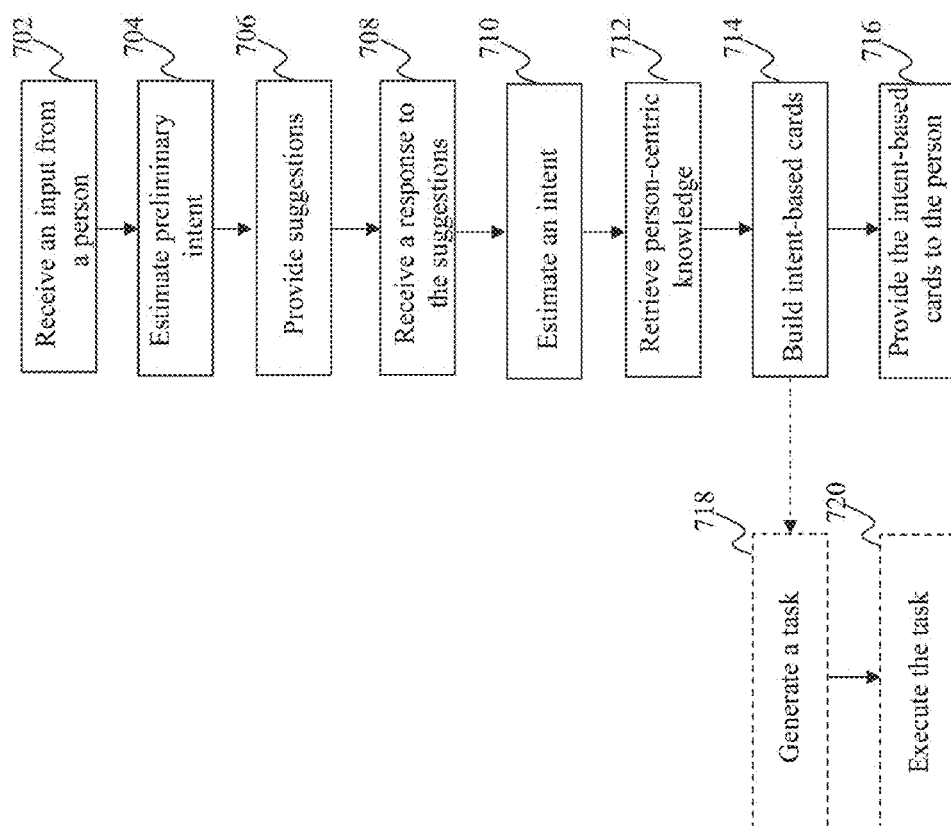 702
Receive an input from
a person
704
Estimate preliminary
intent
706
Provide suggestions
708
Receive a response to
the suggestions
710
Estimate an intent
712
Retrieve person-centric
knowledge
714
Build intent-based cards
716
Provide the intent-based
cards to the person
718
Generate a task
720
Execute the task